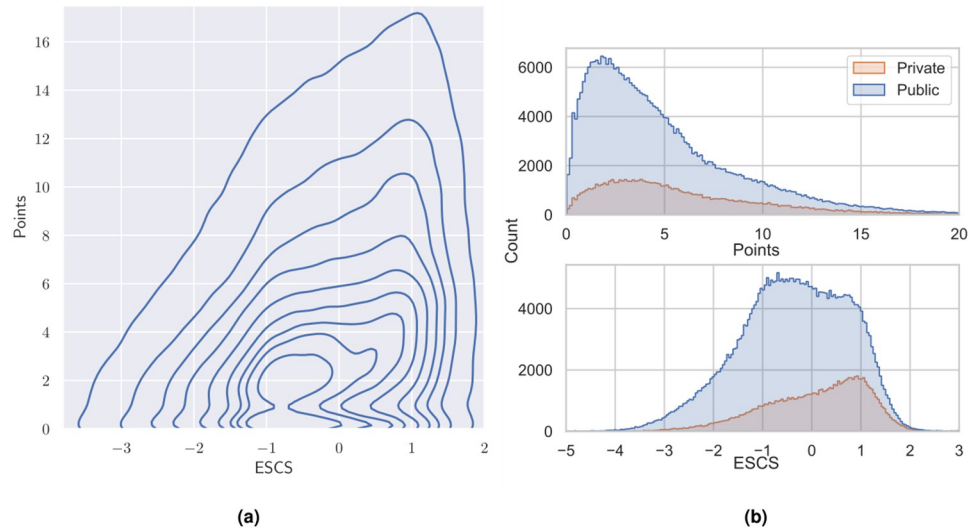 16
14
12
10
8
6
4
2
0
Points
−3 −2 −1 0 1 2
ESCS
(a)
Private
Public
6000
4000
2000
0
0 5 10 15 20
Points
Count
4000
2000
0
−5 −4 −3 −2 −1 0 1 2 3
ESCS
(b)